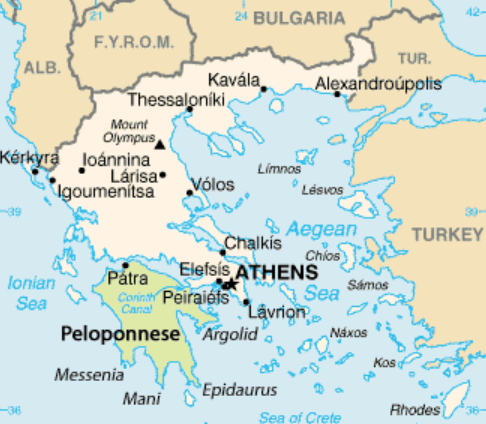 21
24
BULGARIA
42
F.Y.R.O.M.
ALB.
TUR.
Kavála
Alexandroúpolis
Thessaloníki
Mount
Olympus
Kérkyra
Ioánnina
Lárisa
Límnos
Igoumenítsa
Vólos
Lésvos
39
39
Aegean
TURKEY
Chalkís
Chíos
Ionian
Sea
Pátra
Elefsís
ATHENS
Sea
Sámos
Corinth
Canal
Peiraiéfs
Lávrion
Peloponnese
Argolid
Náxos
Kos
Messenia
Mani
Epidaurus
Rhodes
36
36
Sea of Crete